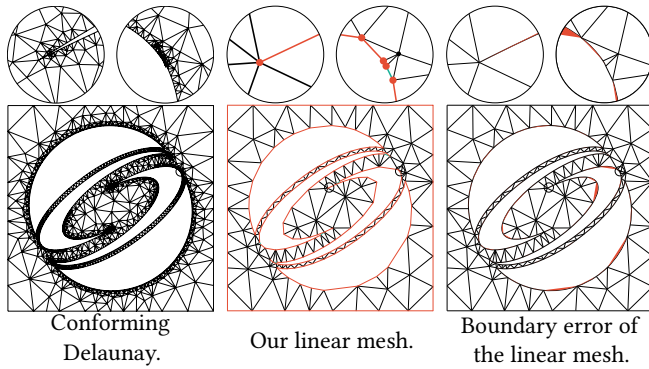 Conforming
Delaunay.
Our linear mesh.
Boundary error of
the linear mesh.